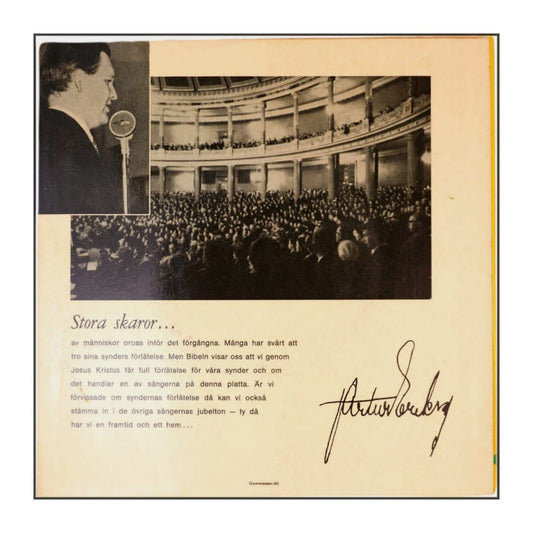 Stora skaror...
av människor oroas inför det förgångna. Många har svårt att
tro sina synders förlåtelse. Men Bibeln visar oss att vi genom
Jesus Kristus får full förlåtelse för våra synder och om
det handlar en av sångerna på denna platta. Är vi
förvissade om syndernas förlåtelse då kan vi också
stämma in i de övriga sångernas jubelton – ty då
har vi en framtid och ett hem...
Artur Erikson